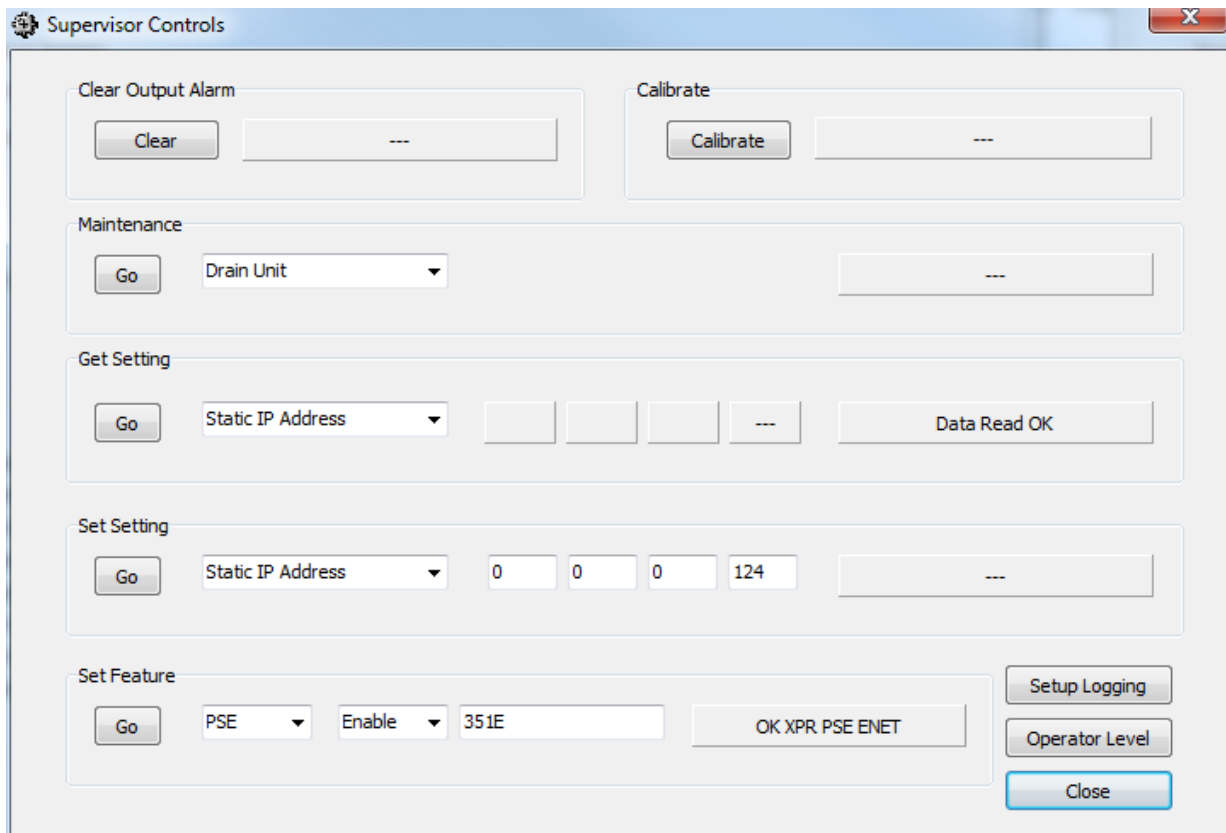 Supervisor Controls
X
Clear Output Alarm
Calibrate
Clear
---
Calibrate
---
Maintenance
Go
Drain Unit
---
Get Setting
Go
Static IP Address
---
Data Read OK
Set Setting
Go
Static IP Address
0
0
0
124
---
Set Feature
Go
PSE
Enable
351E
OK XPR PSE ENET
Setup Logging
Operator Level
Close